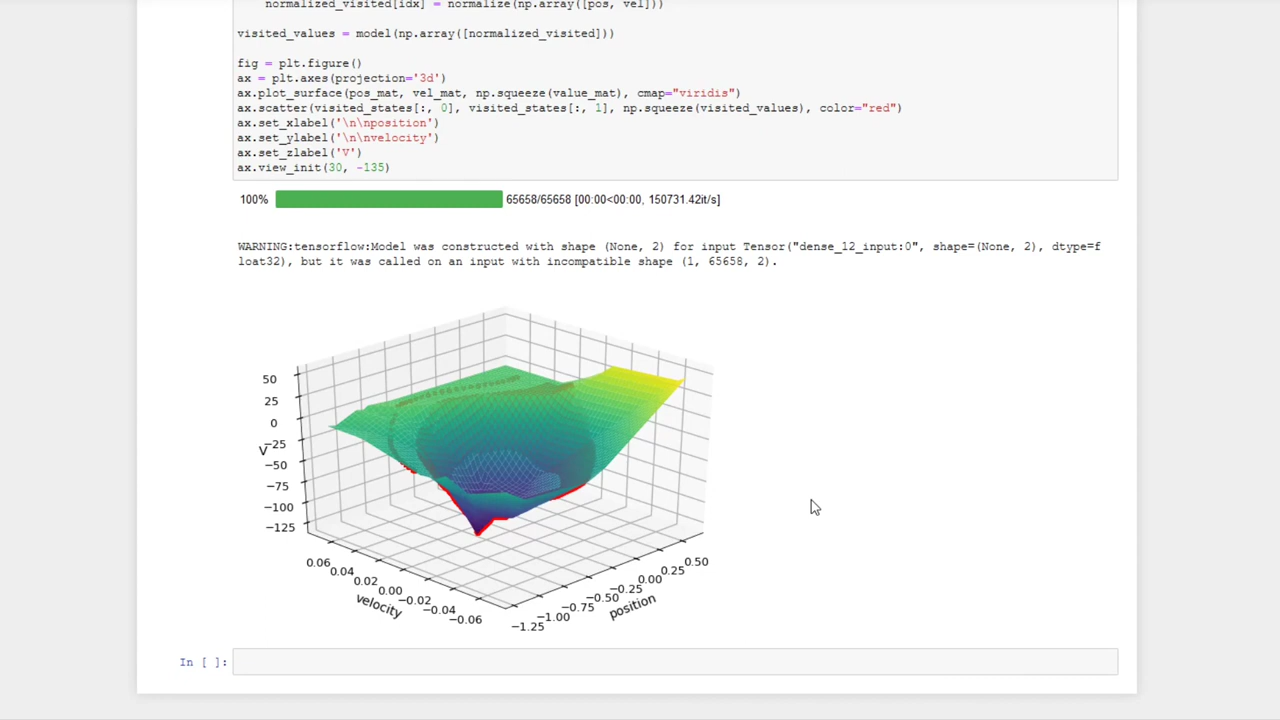 normalized_visited[idx] = normalize(np.array([pos, vel]))
visited_values = model(np.array([normalized_visited]))
fig = plt.figure()
ax = plt.axes(projection='3d')
ax.plot_surface(pos_mat, vel_mat, np.squeeze(value_mat), cmap="viridis")
ax.scatter(visited_states[:, 0], visited_states[:, 1], np.squeeze(visited_values), color="red")
ax.set_xlabel('\n\nposition')
ax.set_ylabel('\n\nvelocity')
ax.set_zlabel('V')
ax.view_init(30, -135)
100% 65658/65658 [00:00<00:00, 150731.42it/s]
WARNING:tensorflow:Model was constructed with shape (None, 2) for input Tensor("dense_12_input:0", shape=(None, 2), dtype=f
loat32), but it was called on an input with incompatible shape (1, 65658, 2).
50
25
0
−25
V
−50
−75
−100
−125
0.06
0.04
0.02
0.00
−0.02
−0.04
−0.06
velocity
−1.25
−1.00
−0.75
−0.50
−0.25
0.00
0.25
0.50
position
In [ ]: